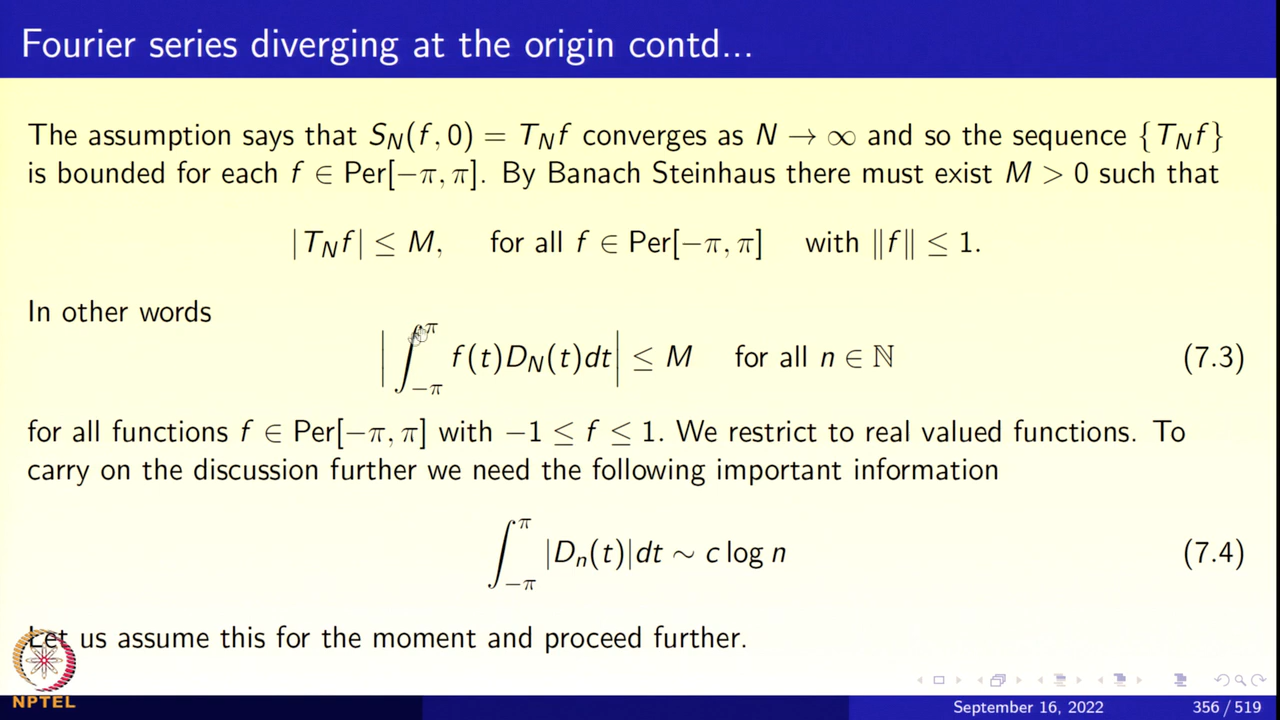 Fourier series diverging at the origin contd...
The assumption says that S_N(f, 0) = T_N f converges as N → ∞ and so the sequence {T_N f}
is bounded for each f ∈ Per[−π, π]. By Banach Steinhaus there must exist M > 0 such that
|T_N f| ≤ M, for all f ∈ Per[−π, π] with ‖f‖ ≤ 1.
In other words
|∫_{−π}^{π} f(t)D_N(t)dt| ≤ M for all n ∈ ℕ (7.3)
for all functions f ∈ Per[−π, π] with −1 ≤ f ≤ 1. We restrict to real valued functions. To
carry on the discussion further we need the following important information
∫_{−π}^{π} |D_n(t)|dt ∼ c log n (7.4)
Let us assume this for the moment and proceed further.
NPTEL
September 16, 2022 356 / 519